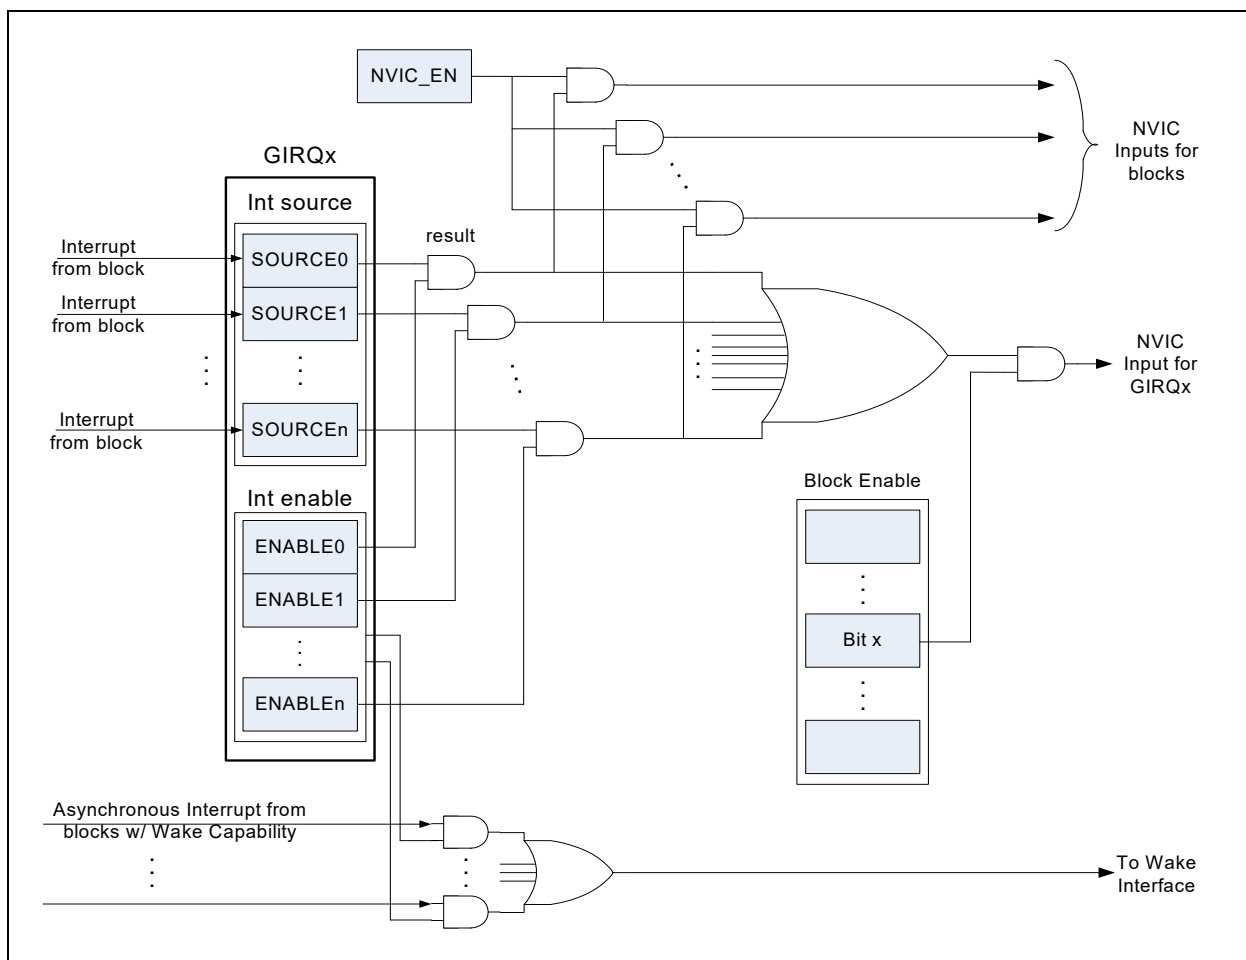 NVIC_EN
NVIC
Inputs for
blocks
GIRQx
Int source
result
Interrupt
from block
SOURCE0
Interrupt
from block
SOURCE1
NVIC
Input for
GIRQx
Interrupt
from block
SOURCEn
Block Enable
Int enable
ENABLE0
ENABLE1
Bit x
ENABLEn
Asynchronous Interrupt from
blocks w/ Wake Capability
To Wake
Interface